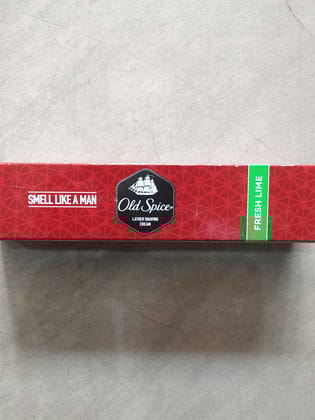 SMELL LIKE A MAN
Old Spice
LATHER SHAVING
CREAM
FRESH LIME